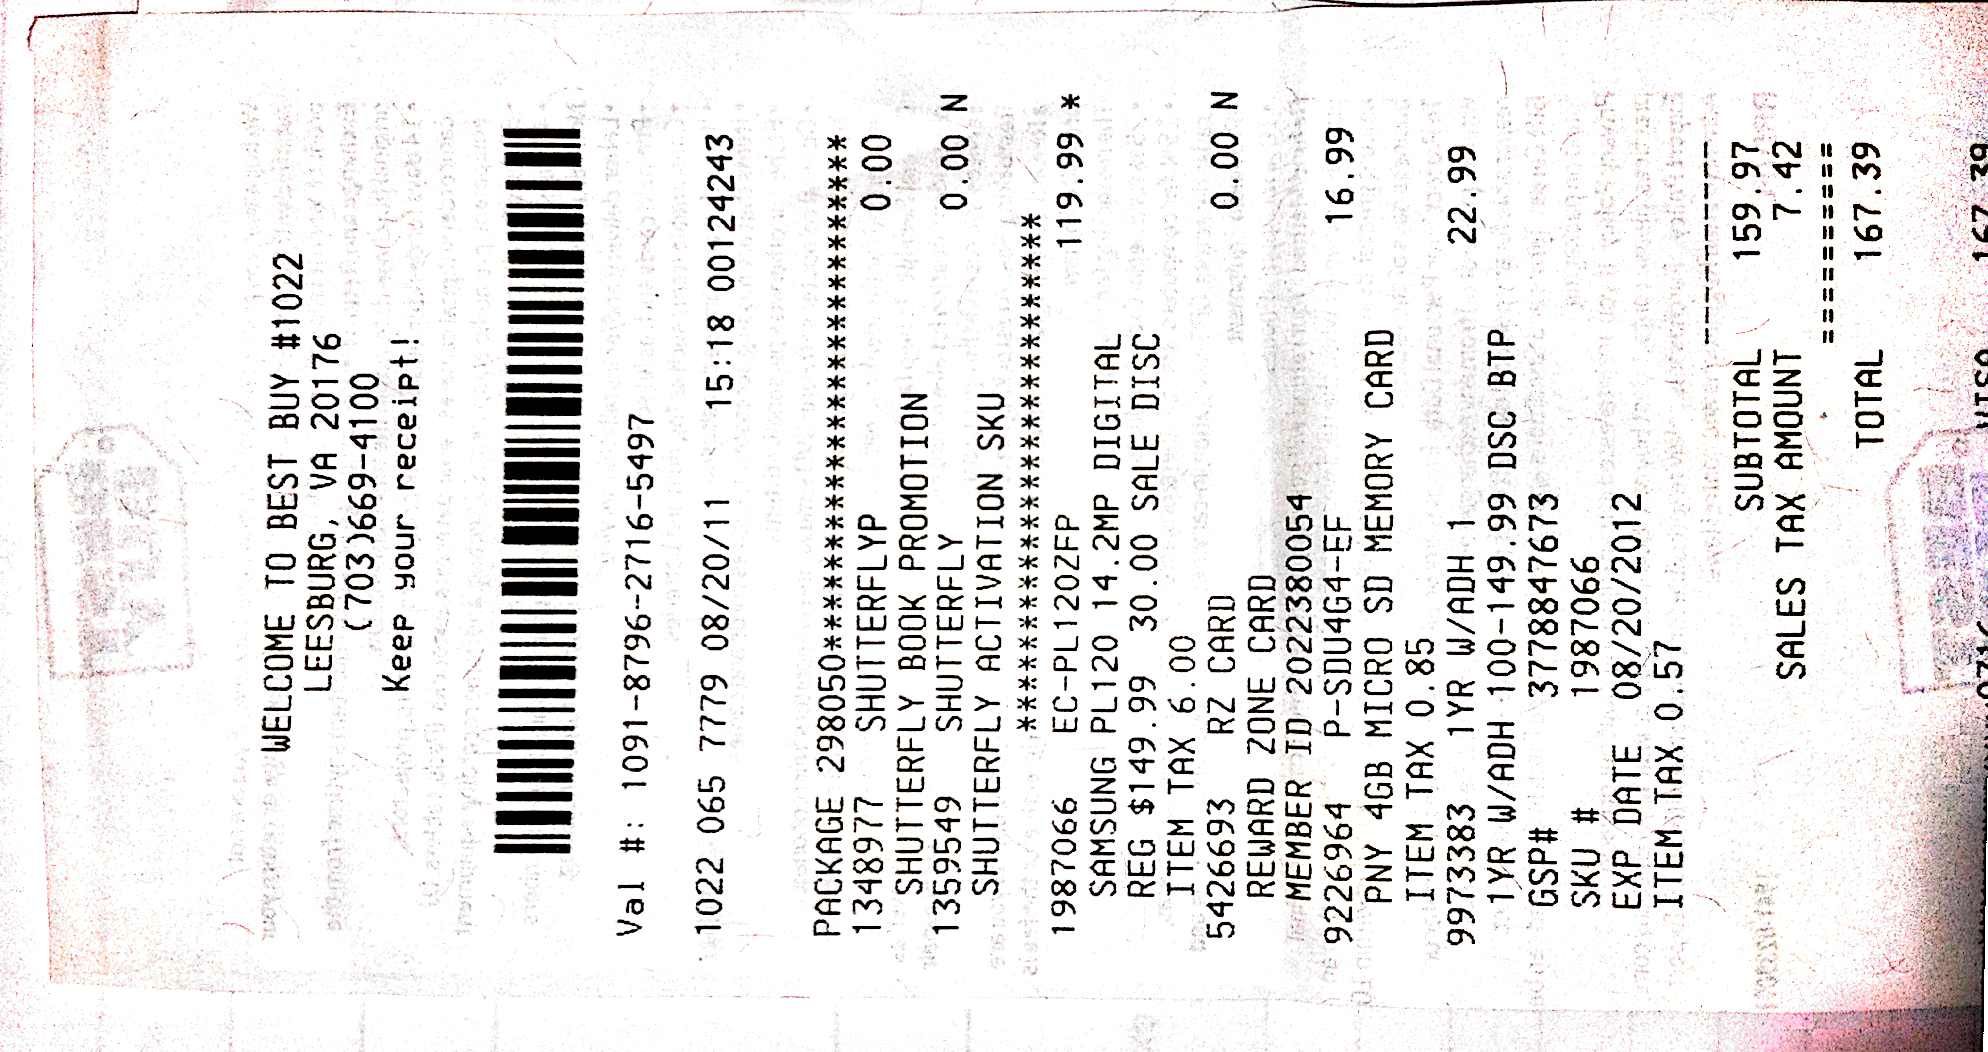 WELCOME TO BEST BUY #1022
LEESBURG, VA 20176
(703)669-4100
Keep your receipt!
Val #: 1091-8796-2716-5497
1022 065 7779 08/20/11 15:18 00124243
PACKAGE 298050**************************
1348977 SHUTTERFLYP 0.00
SHUTTERFLY BOOK PROMOTION
1359549 SHUTTERFLY 0.00 N
SHUTTERFLY ACTIVATION SKU
**************************
1987066 EC-PL120ZFP 119.99 *
SAMSUNG PL120 14.2MP DIGITAL
REG $149.99 30.00 SALE DISC
ITEM TAX 6.00
5426693 RZ CARD 0.00 N
REWARD ZONE CARD
MEMBER ID 2022380054
9226964 P-SDU4G4-EF 16.99
PNY 4GB MICRO SD MEMORY CARD
ITEM TAX 0.85
9973383 1YR W/ADH 1 22.99
1YR W/ADH 100-149.99 DSC BTP
GSP# 3778847673
SKU # 1987066
EXP DATE 08/20/2012
ITEM TAX 0.57
----------
SUBTOTAL 159.97
SALES TAX AMOUNT 7.42
==========
TOTAL 167.39
167.39